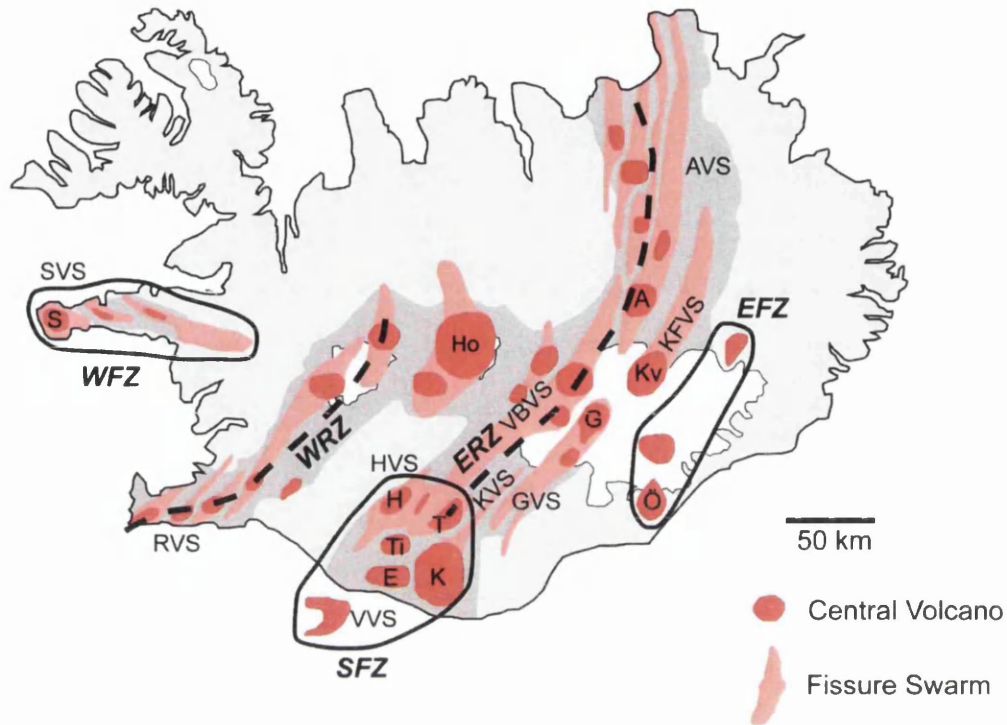 AVS
SVS
S
WFZ
A
KFVS
EFZ
Ho
Kv
WRZ
ERZ
VBVS
G
HVS
KVS
GVS
H
T
Ö
RVS
Ti
E
K
VVS
SFZ
50 km
Central Volcano
Fissure Swarm